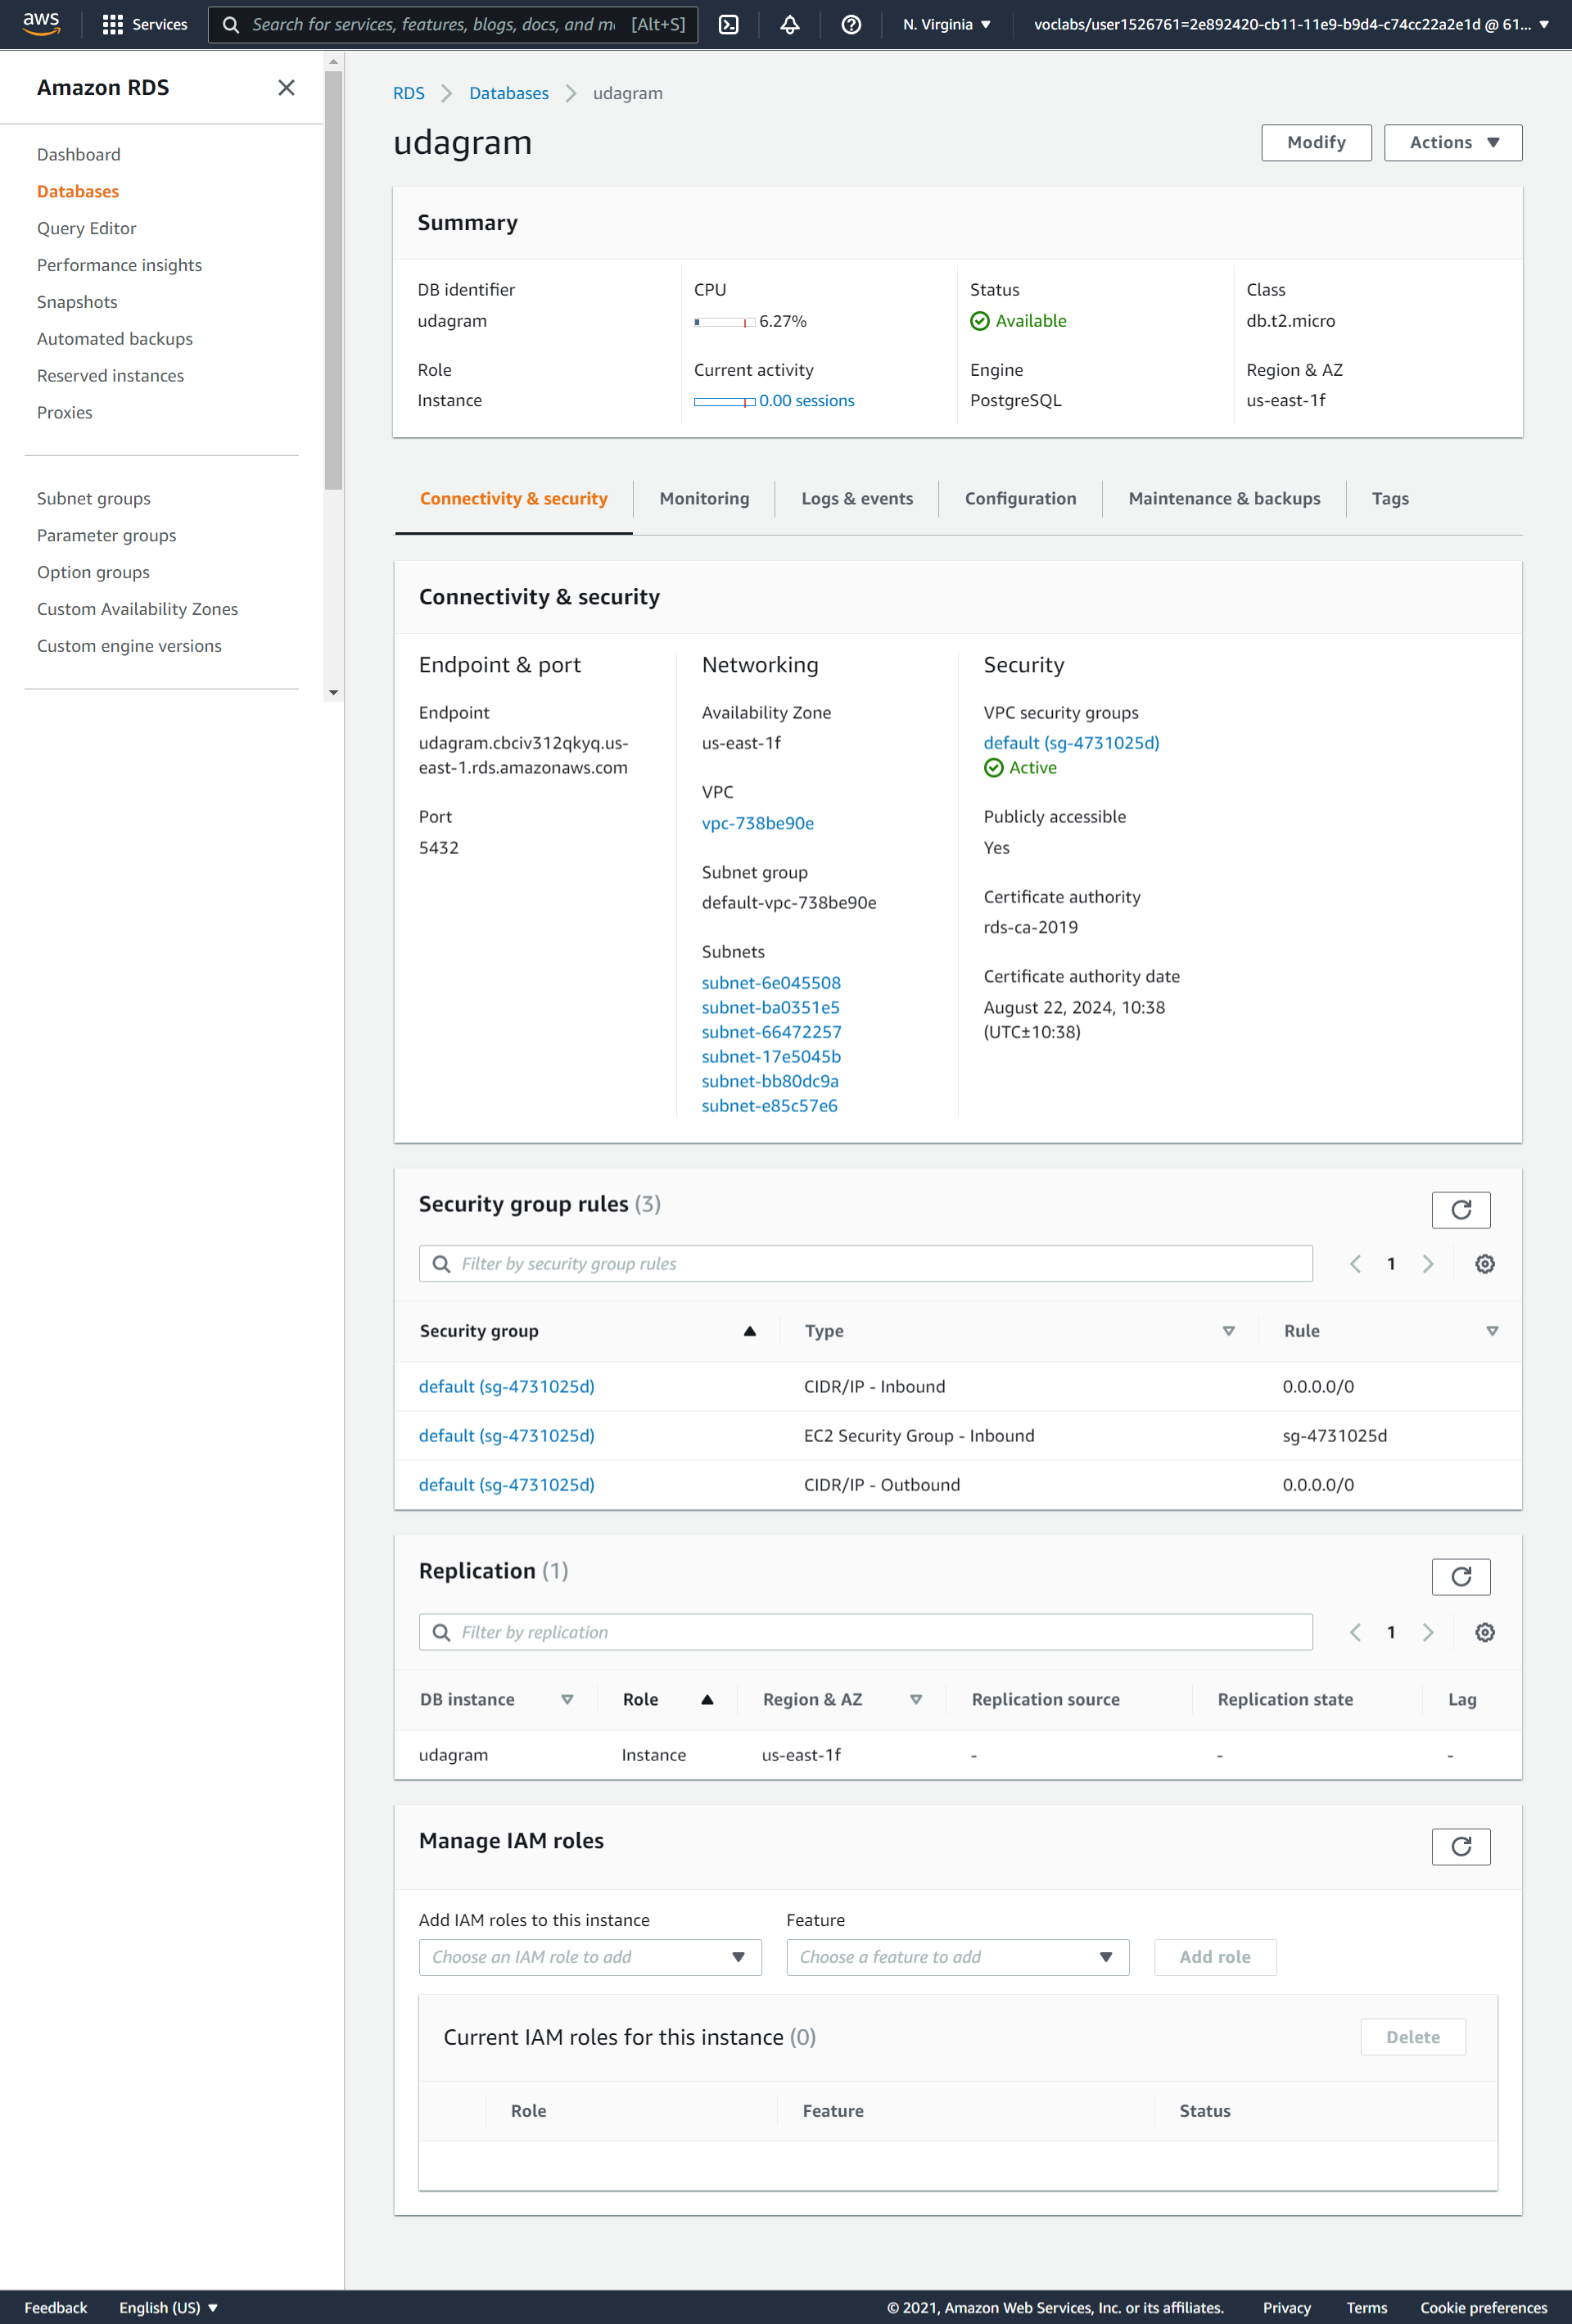 aws
Services
Search for services, features, blogs, docs, and m
[Alt+S]
N. Virginia
voclabs/user1526761=2e892420-cb11-11e9-b9d4-c74cc22a2e1d @ 61...
Amazon RDS
Dashboard
Databases
Query Editor
Performance insights
Snapshots
Automated backups
Reserved instances
Proxies
Subnet groups
Parameter groups
Option groups
Custom Availability Zones
Custom engine versions
RDS > Databases > udagram
udagram
Modify
Actions
Summary
DB identifier
udagram
CPU
6.27%
Status
Available
Class
db.t2.micro
Role
Instance
Current activity
0.00 sessions
Engine
PostgreSQL
Region & AZ
us-east-1f
Connectivity & security
Monitoring
Logs & events
Configuration
Maintenance & backups
Tags
Connectivity & security
Endpoint & port
Endpoint
udagram.cbciv312qkyq.us-
east-1.rds.amazonaws.com
Port
5432
Networking
Availability Zone
us-east-1f
VPC
vpc-738be90e
Subnet group
default-vpc-738be90e
Subnets
subnet-6e045508
subnet-ba0351e5
subnet-66472257
subnet-17e5045b
subnet-bb80dc9a
subnet-e85c57e6
Security
VPC security groups
default (sg-4731025d)
Active
Publicly accessible
Yes
Certificate authority
rds-ca-2019
Certificate authority date
August 22, 2024, 10:38
(UTC±10:38)
Security group rules (3)
Filter by security group rules
1
Security group Type Rule
default (sg-4731025d) CIDR/IP - Inbound 0.0.0.0/0
default (sg-4731025d) EC2 Security Group - Inbound sg-4731025d
default (sg-4731025d) CIDR/IP - Outbound 0.0.0.0/0
Replication (1)
Filter by replication
1
DB instance Role Region & AZ Replication source Replication state Lag
udagram Instance us-east-1f - - -
Manage IAM roles
Add IAM roles to this instance
Choose an IAM role to add
Feature
Choose a feature to add
Add role
Current IAM roles for this instance (0)
Delete
Role Feature Status
Feedback
English (US)
© 2021, Amazon Web Services, Inc. or its affiliates.
Privacy
Terms
Cookie preferences